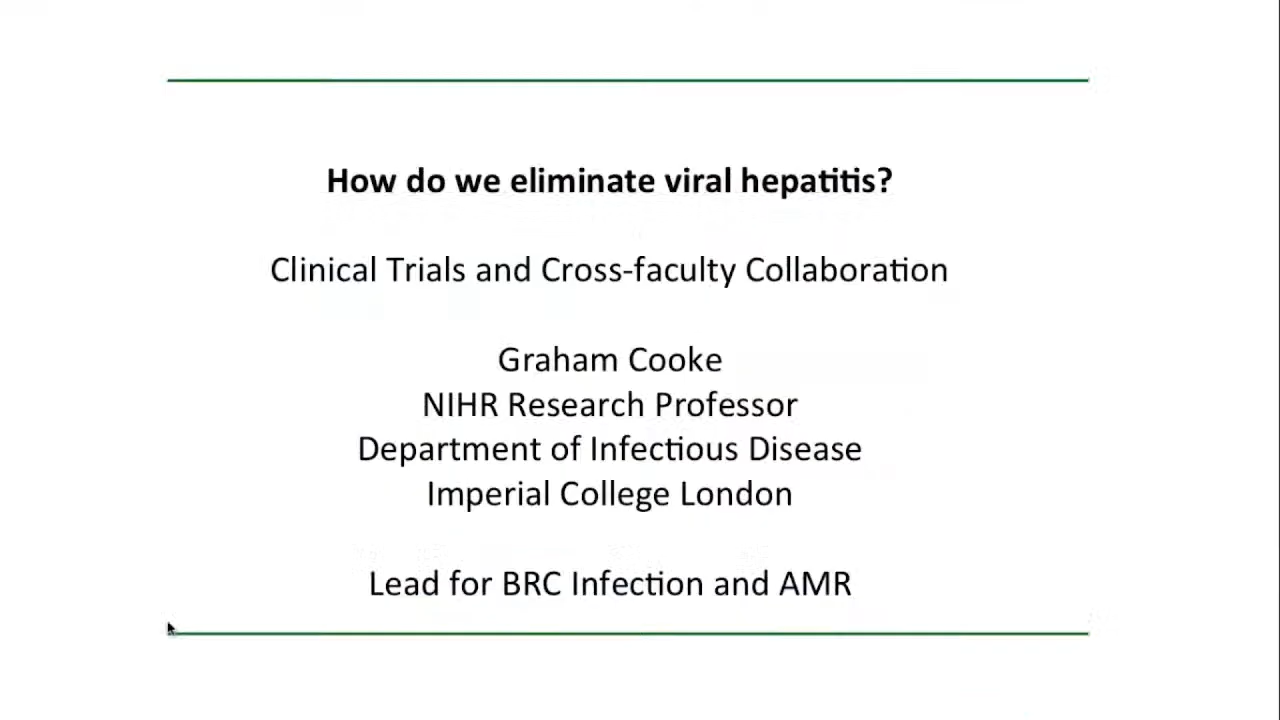 How do we eliminate viral hepatitis?
Clinical Trials and Cross-faculty Collaboration
Graham Cooke
NIHR Research Professor
Department of Infectious Disease
Imperial College London
Lead for BRC Infection and AMR